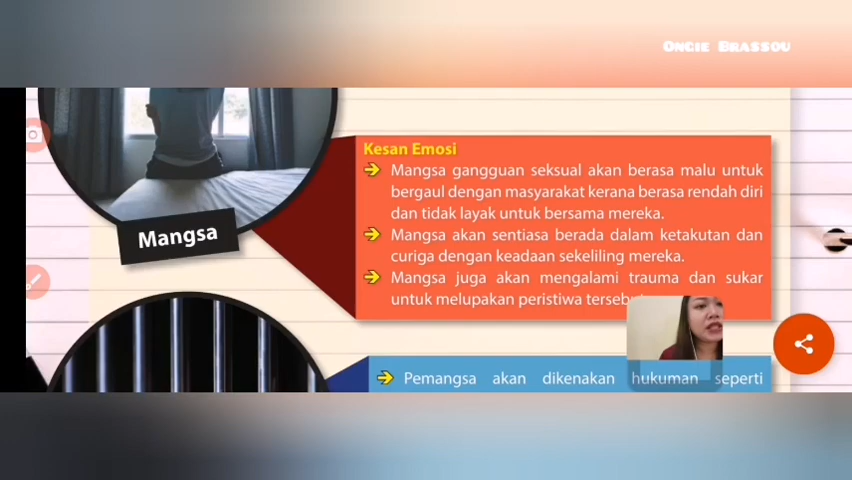 Ongie Brassou
Kesan Emosi
Mangsa gangguan seksual akan berasa malu untuk
bergaul dengan masyarakat kerana berasa rendah diri
dan tidak layak untuk bersama mereka.
Mangsa akan sentiasa berada dalam ketakutan dan
curiga dengan keadaan sekeliling mereka.
Mangsa juga akan mengalami trauma dan sukar
untuk melupakan peristiwa
Mangsa
Pemangsa akan dikenakan hukuman seperti